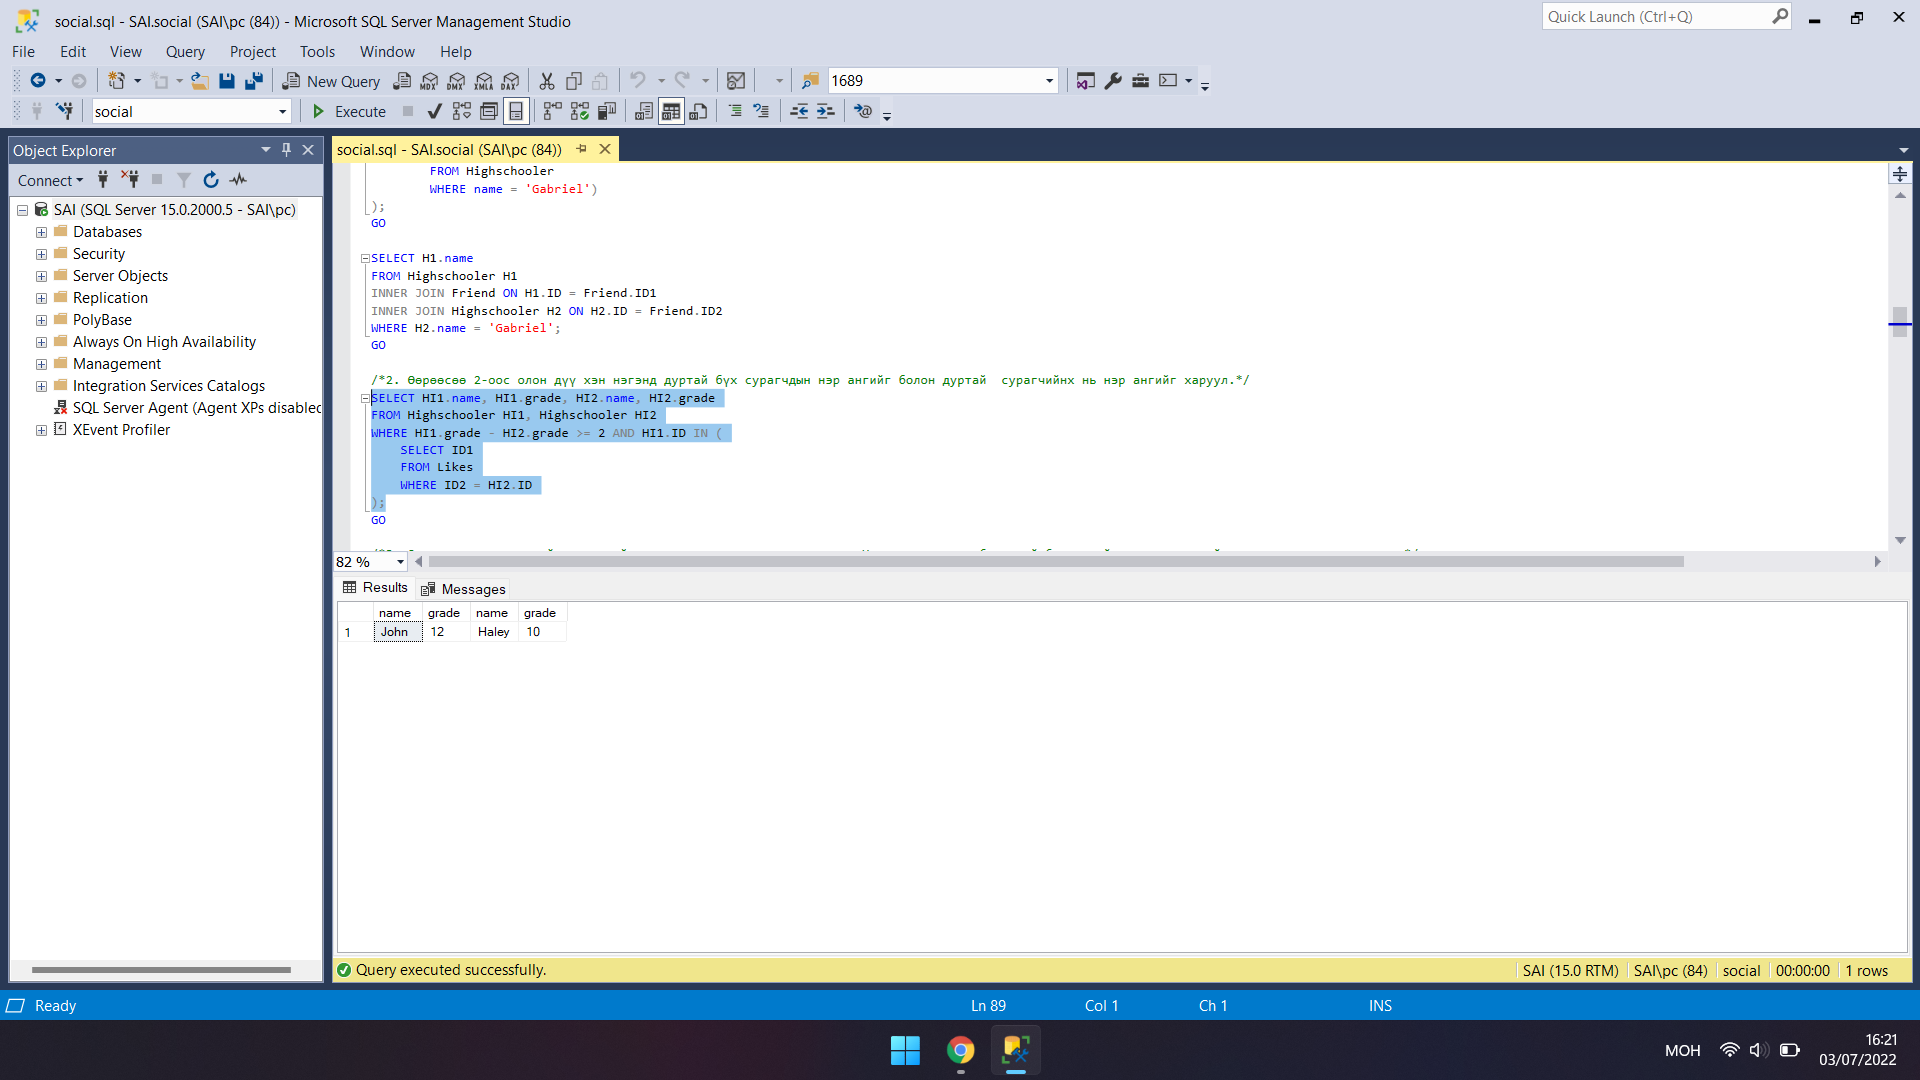 social.sql - SAI.social (SAI\pc (84)) - Microsoft SQL Server Management Studio
Quick Launch (Ctrl+Q)
File Edit View Query Project Tools Window Help
New Query MDX DMX XMLA DAX 1689
social Execute
Object Explorer
Connect
SAI (SQL Server 15.0.2000.5 - SAI\pc)
Databases
Security
Server Objects
Replication
PolyBase
Always On High Availability
Management
Integration Services Catalogs
SQL Server Agent (Agent XPs disabled
XEvent Profiler
social.sql - SAI.social (SAI\pc (84))
FROM Highschooler
WHERE name = 'Gabriel')
);
GO
SELECT H1.name
FROM Highschooler H1
INNER JOIN Friend ON H1.ID = Friend.ID1
INNER JOIN Highschooler H2 ON H2.ID = Friend.ID2
WHERE H2.name = 'Gabriel';
GO
/*2. Өөрөөсөө 2-оос олон дүү хэн нэгэнд дуртай бүх сурагчдын нэр ангийг болон дуртай  сурагчийнх нь нэр ангийг харуул.*/
SELECT HI1.name, HI1.grade, HI2.name, HI2.grade
FROM Highschooler HI1, Highschooler HI2
WHERE HI1.grade - HI2.grade >= 2 AND HI1.ID IN (
SELECT ID1
FROM Likes
WHERE ID2 = HI2.ID
);
GO
82 %
Results Messages
name grade name grade
1 John 12 Haley 10
Query executed successfully.
SAI (15.0 RTM) SAI\pc (84) social 00:00:00 1 rows
Ready Ln 89 Col 1 Ch 1 INS
МОН 16:21
03/07/2022